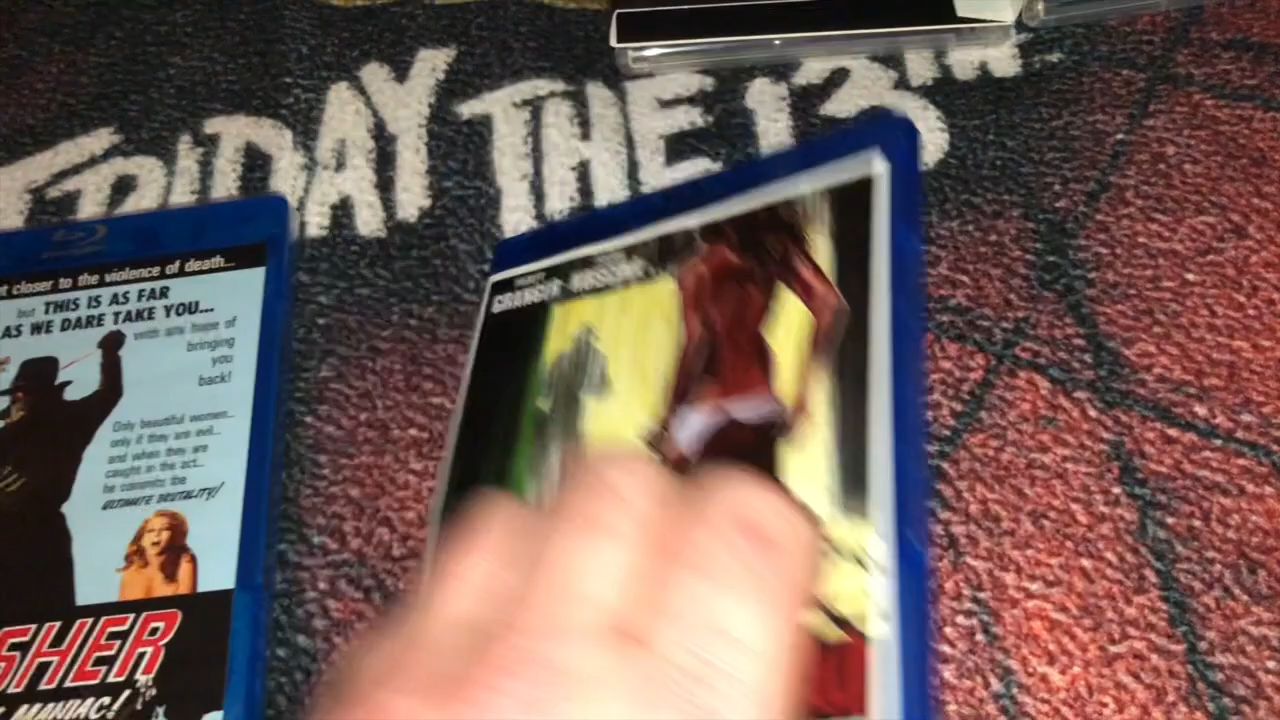 FRIDAY THE 13TH
t closer to the violence of death...
but THIS IS AS FAR
AS WE DARE TAKE YOU...
with any hope of
bringing
you
back!
Only beautiful women...
only if they are evil...
and when they are
caught in the act...
he commits the
ULTIMATE BRUTALITY!
SHER
MANIAC!
GRANGER